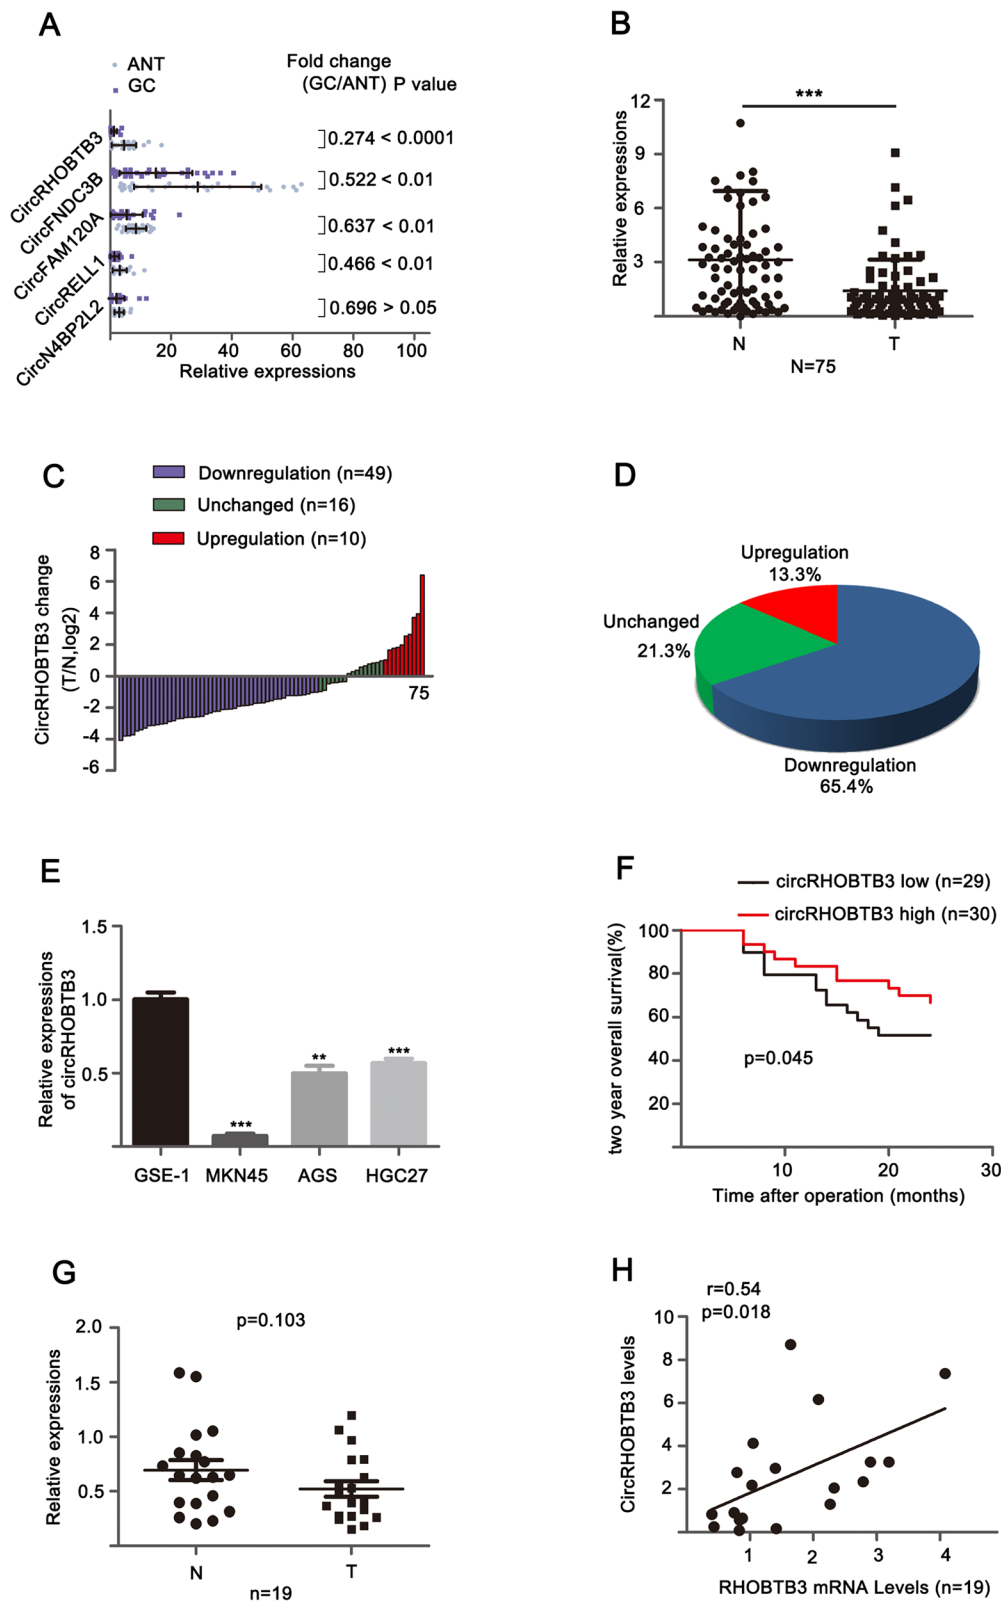 A
ANT
GC
Fold change
(GC/ANT) P value
CircRHOBTB3
0.274 < 0.0001
CircFNDC3B
0.522 < 0.01
CircFAM120A
0.637 < 0.01
CircRELL1
0.466 < 0.01
CircN4BP2L2
0.696 > 0.05
20 40 60 80 100
Relative expressions
B
***
Relative expressions
12
9
6
3
N T
N=75
C
Downregulation (n=49)
Unchanged (n=16)
Upregulation (n=10)
CircRHOBTB3 change
(T/N,log2)
8
6
4
2
0
-2
-4
-6
75
D
Upregulation
13.3%
Unchanged
21.3%
Downregulation
65.4%
E
Relative expressions
of circRHOBTB3
1.5
1.0
0.5
***
**
***
GSE-1 MKN45 AGS HGC27
F
circRHOBTB3 low (n=29)
circRHOBTB3 high (n=30)
two year overall survival(%)
100
80
60
40
20
p=0.045
10 20 30
Time after operation (months)
G
p=0.103
Relative expressions
2.0
1.5
1.0
0.5
N T
n=19
H
r=0.54
p=0.018
CircRHOBTB3 levels
10
8
6
4
2
1 2 3 4
RHOBTB3 mRNA Levels (n=19)